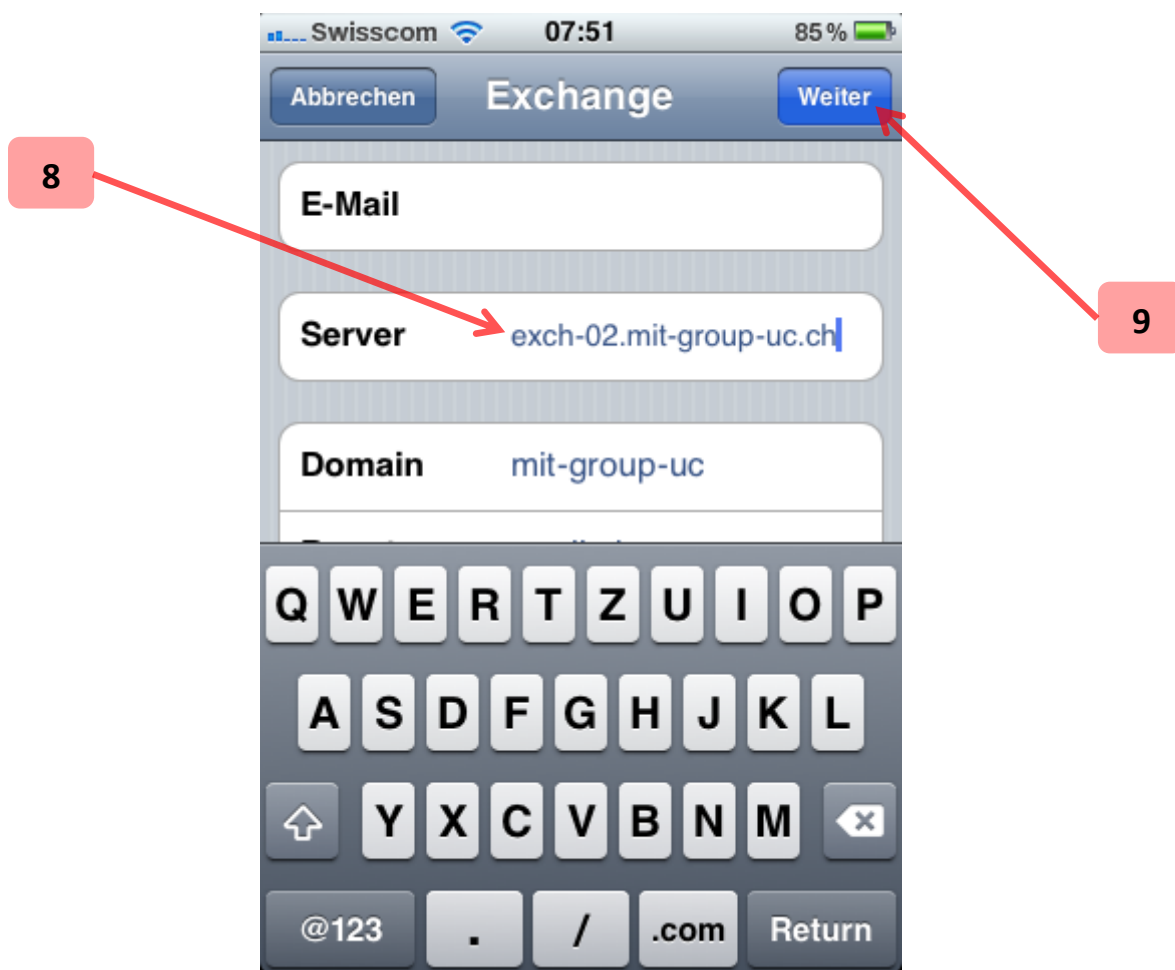 Swisscom 07:51 85 %
Abbrechen Exchange Weiter
8
E-Mail
9
Server exch-02.mit-group-uc.ch
Domain mit-group-uc
Q W E R T Z U I O P
A S D F G H J K L
Y X C V B N M
@123 . / .com Return